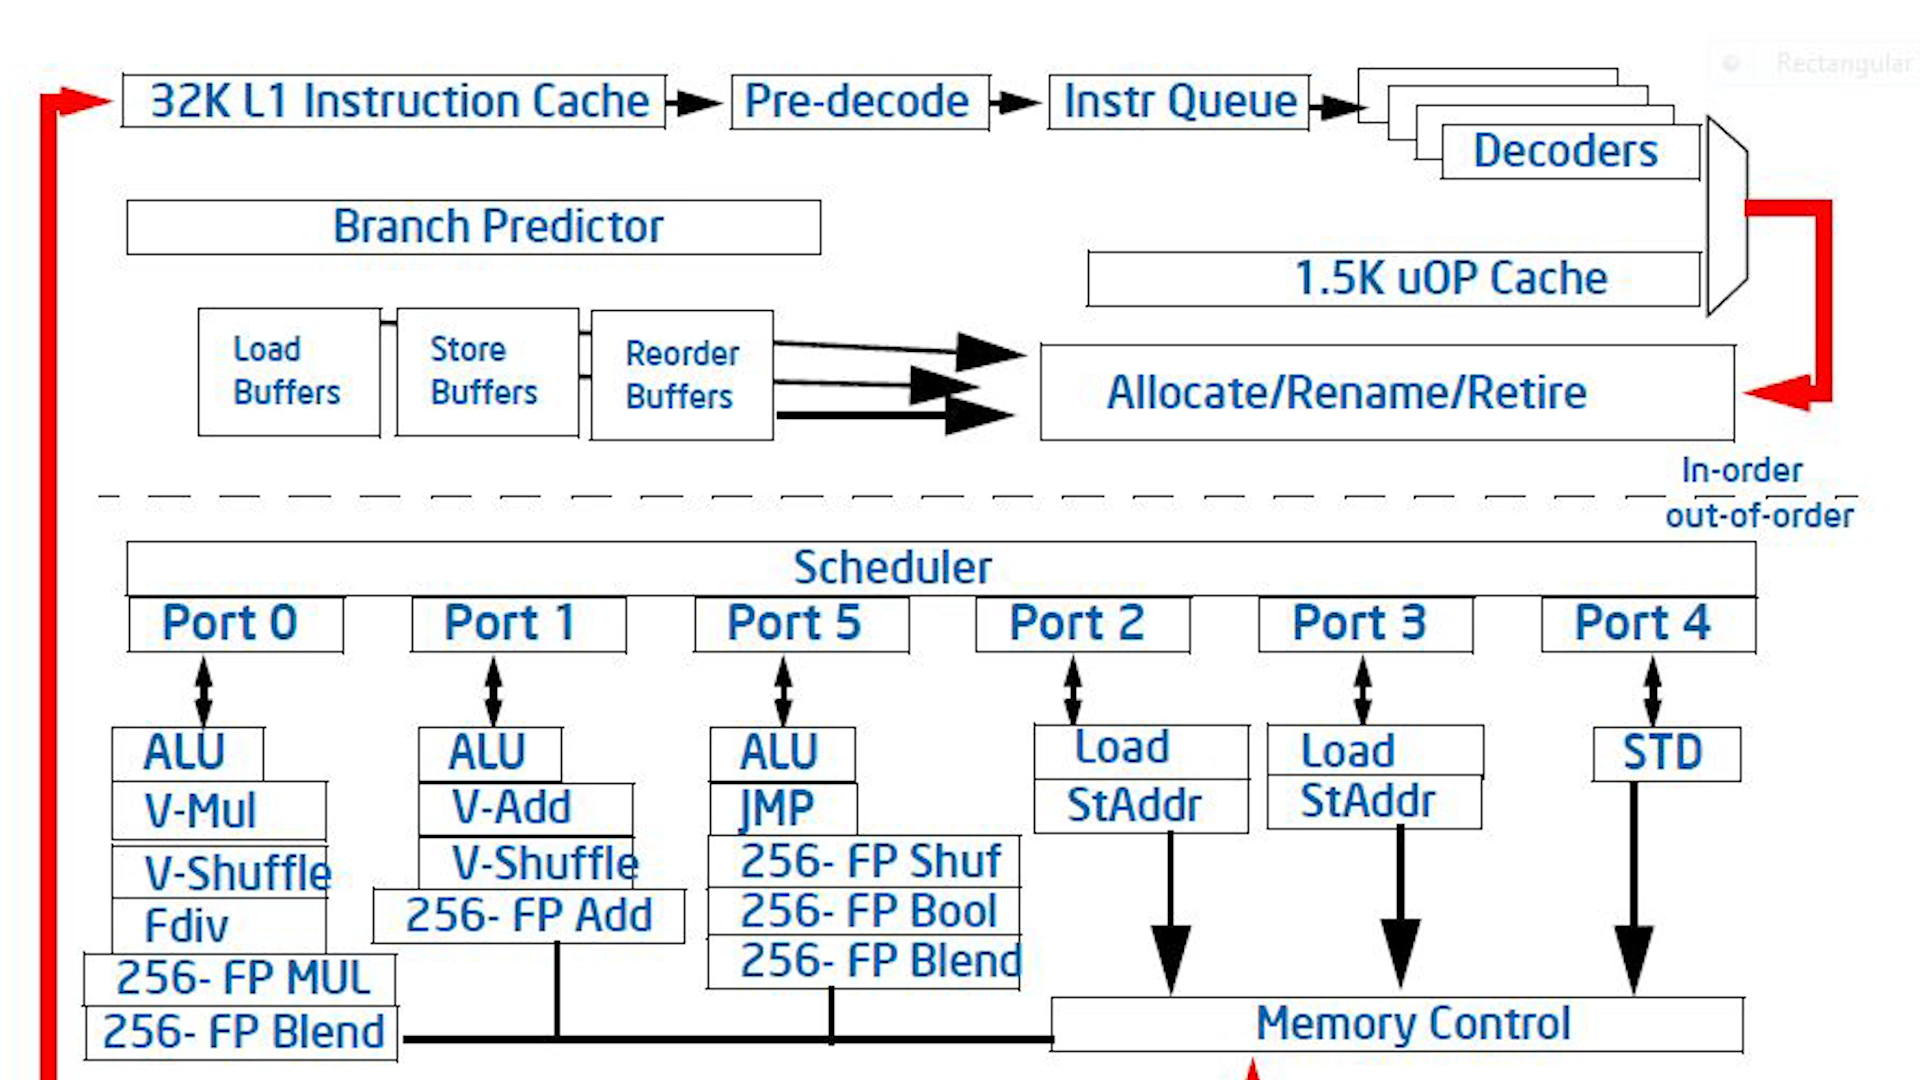 Rectangular
32K L1 Instruction Cache
Pre-decode
Instr Queue
Decoders
Branch Predictor
1.5K uOP Cache
Load
Buffers
Store
Buffers
Reorder
Buffers
Allocate/Rename/Retire
In-order
out-of-order
Scheduler
Port 0
Port 1
Port 5
Port 2
Port 3
Port 4
ALU
V-Mul
V-Shuffle
Fdiv
256- FP MUL
256- FP Blend
ALU
V-Add
V-Shuffle
256- FP Add
ALU
JMP
256- FP Shuf
256- FP Bool
256- FP Blend
Load
StAddr
Load
StAddr
STD
Memory Control